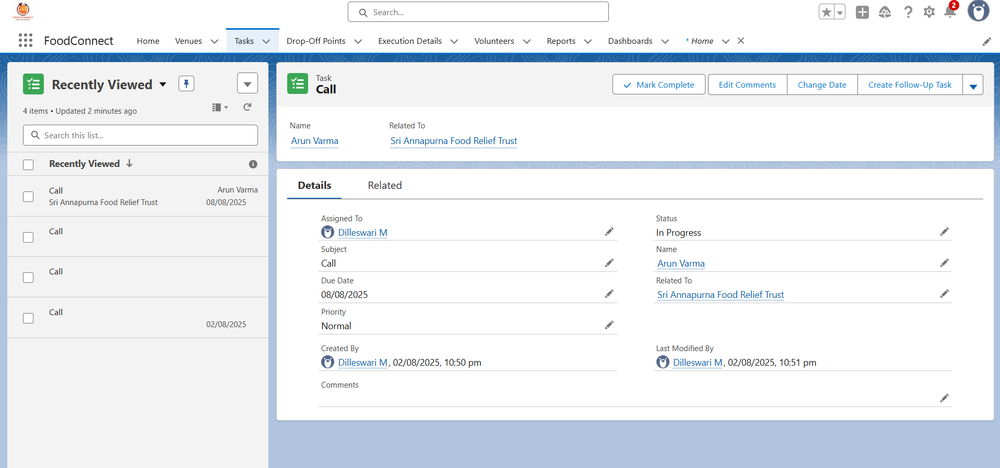 FOOD CONNECT
Search...
2
FoodConnect
Home
Venues
Tasks
Drop-Off Points
Execution Details
Volunteers
Reports
Dashboards
* Home
Recently Viewed
4 items • Updated 2 minutes ago
Search this list...
Recently Viewed
Call
Arun Varma
Sri Annapurna Food Relief Trust
08/08/2025
Call
Call
Call
02/08/2025
Task
Call
Mark Complete
Edit Comments
Change Date
Create Follow-Up Task
Name
Related To
Arun Varma
Sri Annapurna Food Relief Trust
Details
Related
Assigned To
Status
Dilleswari M
In Progress
Subject
Name
Call
Arun Varma
Due Date
Related To
08/08/2025
Sri Annapurna Food Relief Trust
Priority
Normal
Created By
Last Modified By
Dilleswari M, 02/08/2025, 10:50 pm
Dilleswari M, 02/08/2025, 10:51 pm
Comments